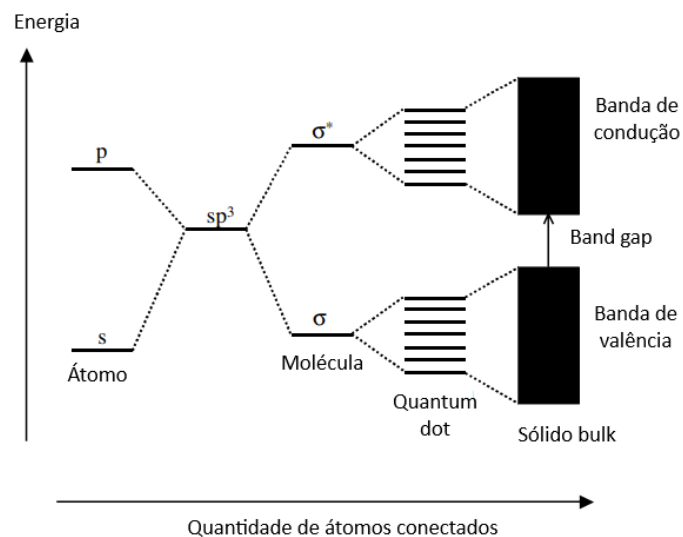 Energia
p
s
Átomo
sp³
σ*
σ
Molécula
Quantum
dot
Banda de
condução
Band gap
Banda de
valência
Sólido bulk
Quantidade de átomos conectados